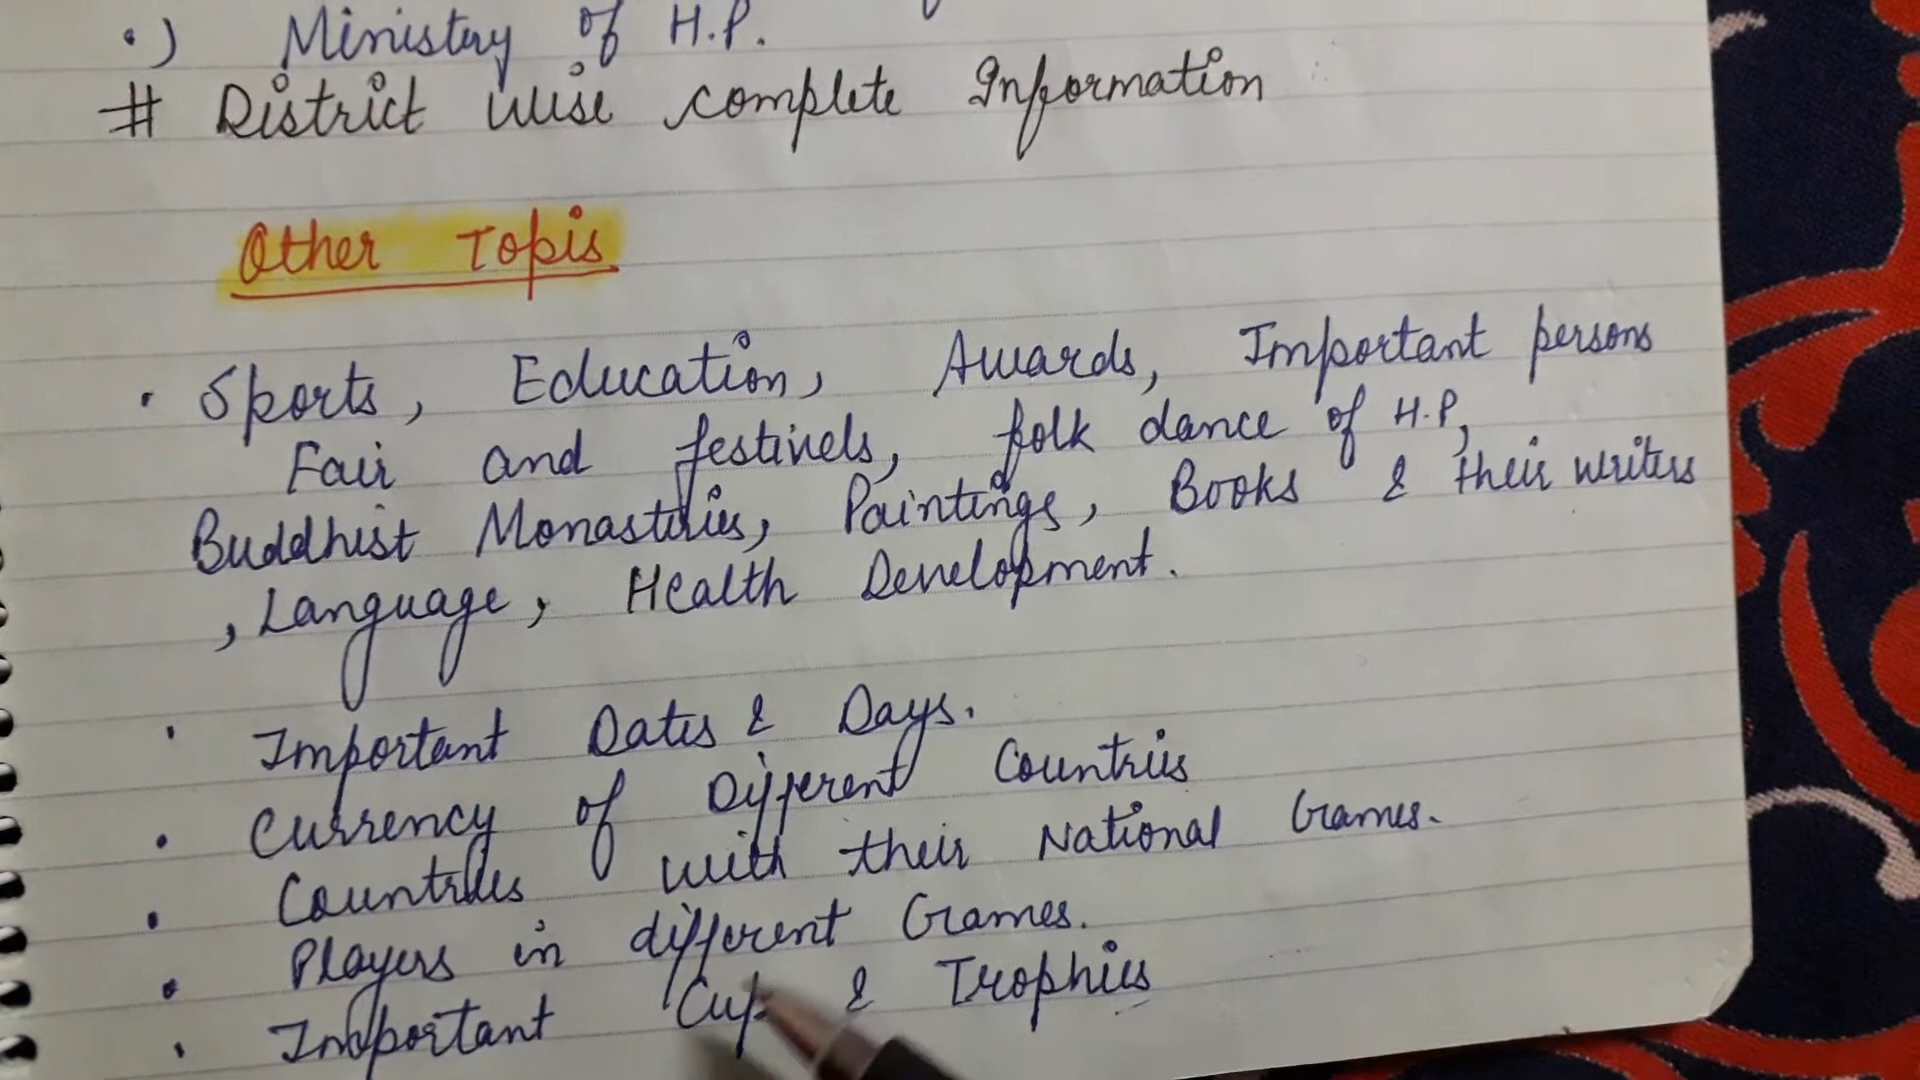 •) Ministry of H.P.
# District wise complete Information
Other Topis
• Sports, Education, Awards, Important persons
Fair and festivels, folk dance of H.P,
Buddhist Monasteries, Paintings, Books & their writers
, Language, Health Development.
• Important Dates & Days.
• Currency of Different Countries
• Countries with their National Games.
• Players in different Games.
• Important Cup & Trophies